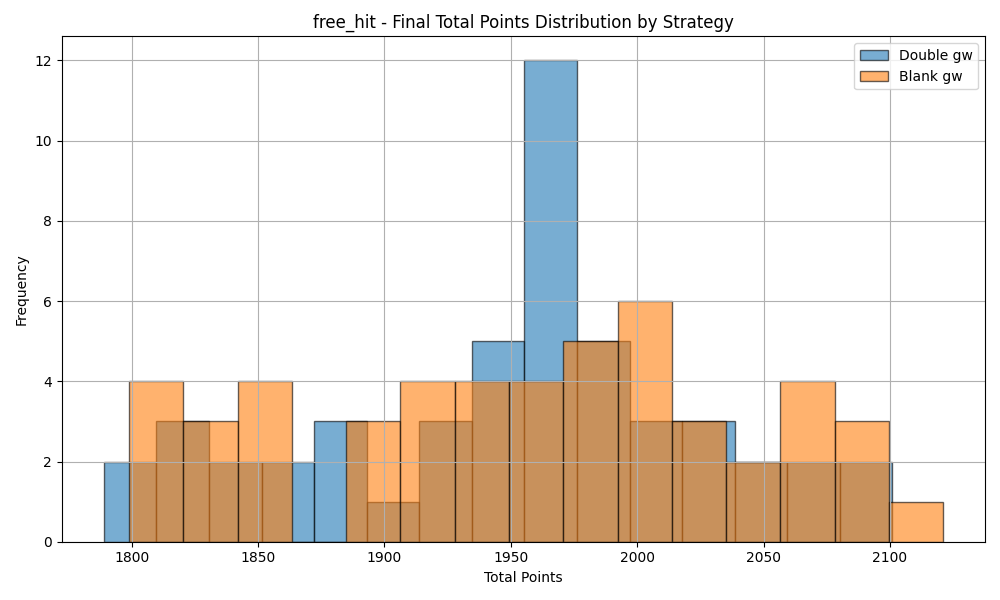 free_hit - Final Total Points Distribution by Strategy
Double gw
Blank gw
Frequency
12
10
8
6
4
2
0
1800 1850 1900 1950 2000 2050 2100
Total Points